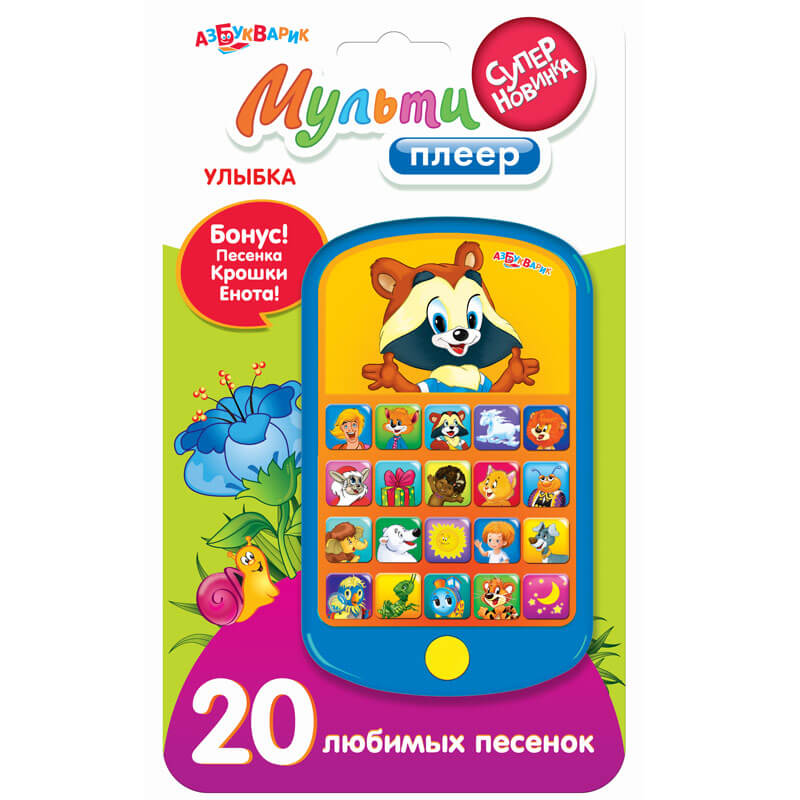 АЗБУКВАРИК
СУПЕР
НОВИНКА
Мульти
плеер
УЛЫБКА
Бонус!
Песенка
Крошки
Енота!
АЗБУКВАРИК
20 любимых песенок